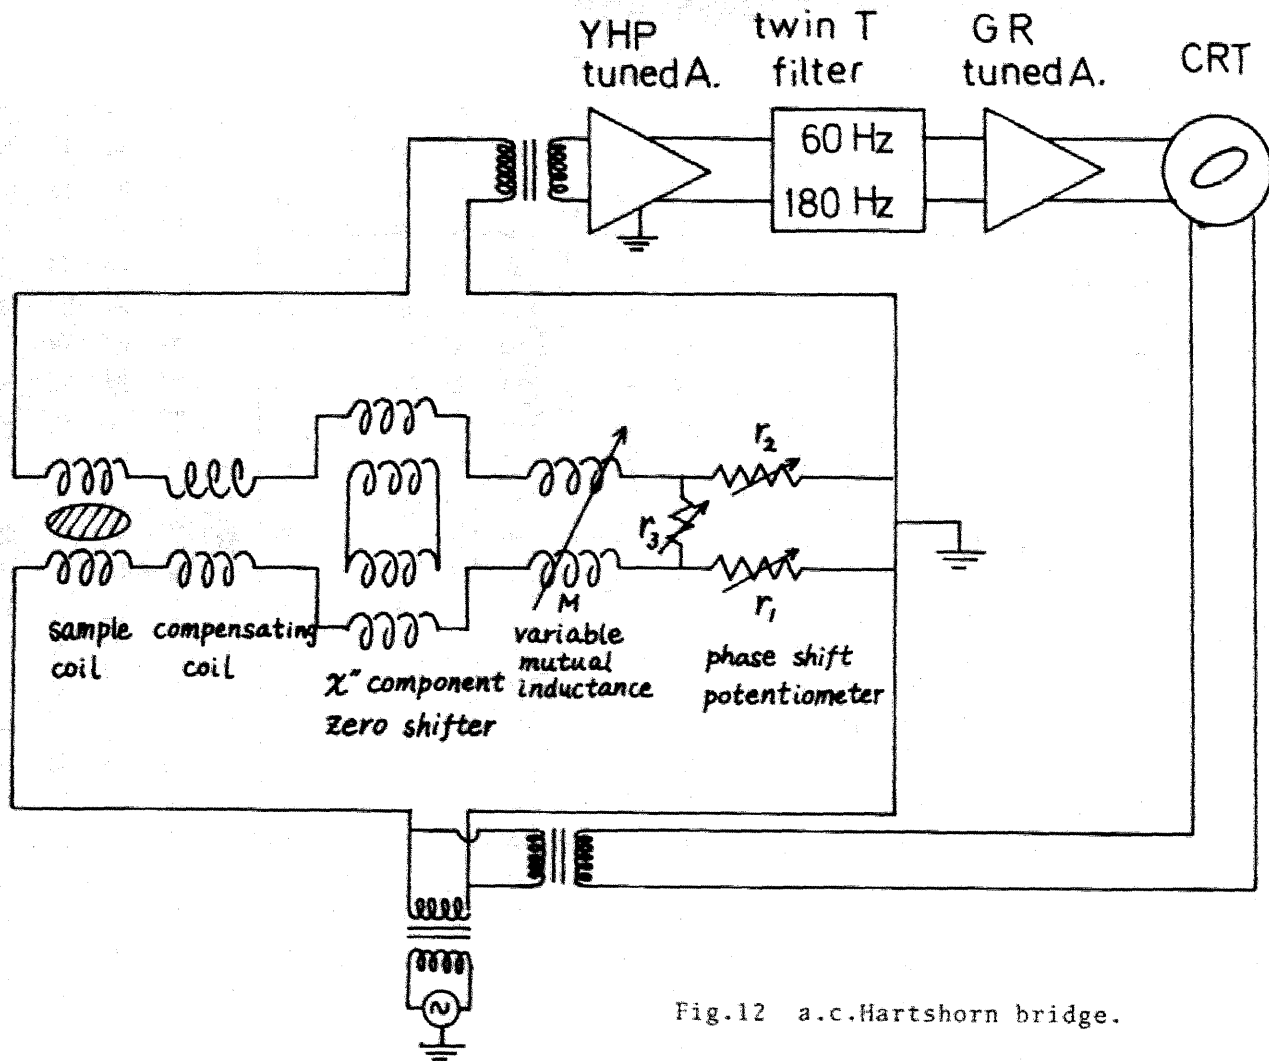 YHP
tuned A.
twin T
filter
GR
tuned A.
CRT
60 Hz
180 Hz
r₂
r₃
r₁
M
sample
coil
compensating
coil
χ″ component
zero shifter
variable
mutual
inductance
phase shift
potentiometer
~
Fig.12 a.c.Hartshorn bridge.